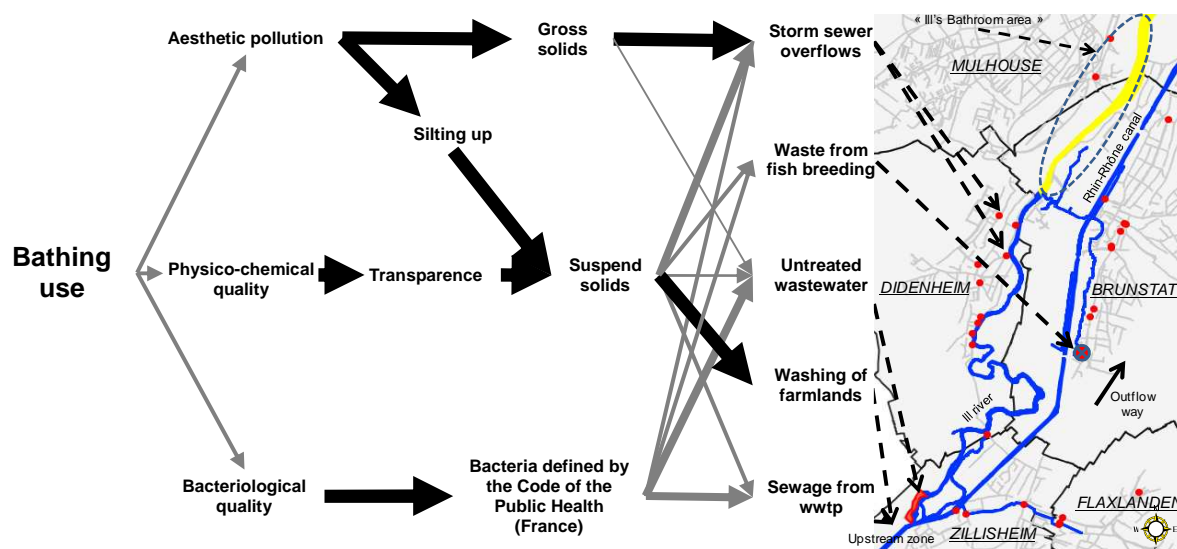 Bathing
use
Aesthetic pollution
Silting up
Physico-chemical
quality
Transparence
Bacteriological
quality
Gross
solids
Suspend
solids
Bacteria defined by
the Code of the
Public Health
(France)
Storm sewer
overflows
Waste from
fish breeding
Untreated
wastewater
Washing of
farmlands
Sewage from
wwtp
« Ill's Bathroom area »
MULHOUSE
Rhin-Rhône canal
DIDENHEIM
BRUNSTAT
Outflow
way
Ill river
FLAXLANDEN
ZILLISHEIM
Upstream zone
W
E